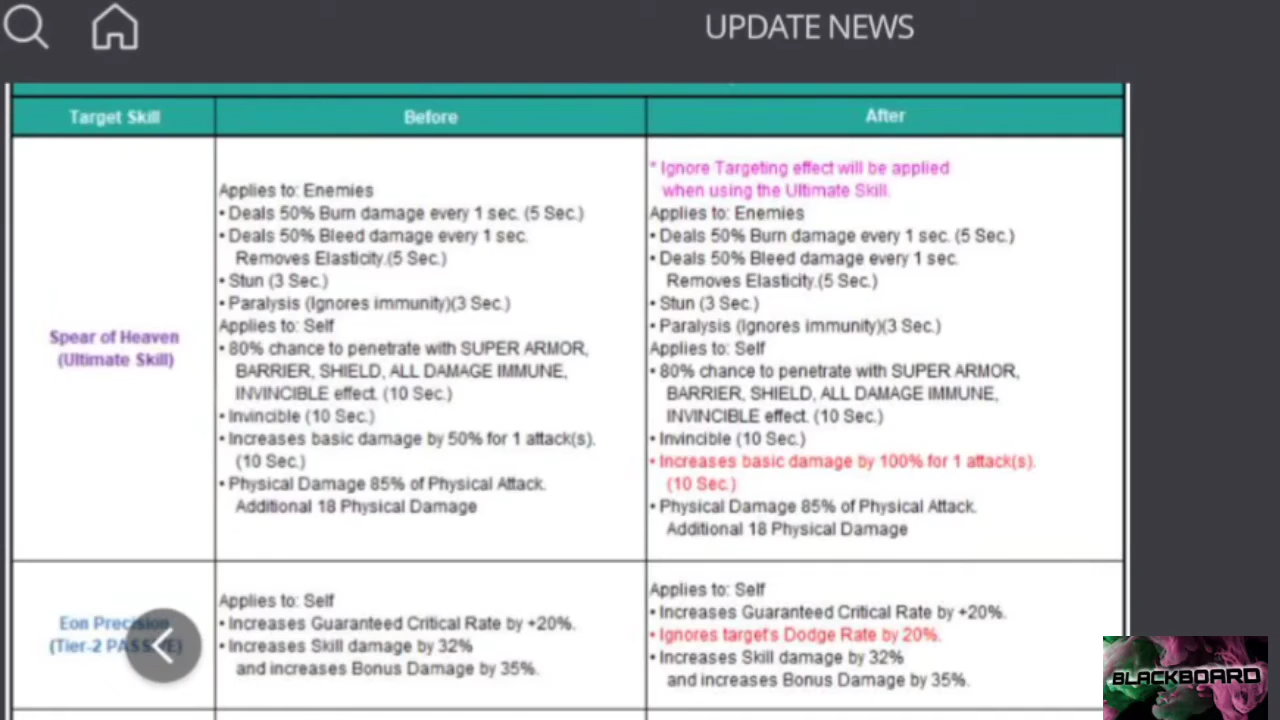 UPDATE NEWS
Target Skill
Before
After
Spear of Heaven
(Ultimate Skill)
Applies to: Enemies
• Deals 50% Burn damage every 1 sec. (5 Sec.)
• Deals 50% Bleed damage every 1 sec.
Removes Elasticity.(5 Sec.)
• Stun (3 Sec.)
• Paralysis (Ignores immunity)(3 Sec.)
Applies to: Self
• 80% chance to penetrate with SUPER ARMOR,
BARRIER, SHIELD, ALL DAMAGE IMMUNE,
INVINCIBLE effect. (10 Sec.)
• Invincible (10 Sec.)
• Increases basic damage by 50% for 1 attack(s).
(10 Sec.)
• Physical Damage 85% of Physical Attack.
Additional 18 Physical Damage
* Ignore Targeting effect will be applied
when using the Ultimate Skill.
Applies to: Enemies
• Deals 50% Burn damage every 1 sec. (5 Sec.)
• Deals 50% Bleed damage every 1 sec.
Removes Elasticity.(5 Sec.)
• Stun (3 Sec.)
• Paralysis (Ignores immunity)(3 Sec.)
Applies to: Self
• 80% chance to penetrate with SUPER ARMOR,
BARRIER, SHIELD, ALL DAMAGE IMMUNE,
INVINCIBLE effect. (10 Sec.)
• Invincible (10 Sec.)
• Increases basic damage by 100% for 1 attack(s).
(10 Sec.)
• Physical Damage 85% of Physical Attack.
Additional 18 Physical Damage
Eon Precision
(Tier-2 PASSIVE)
Applies to: Self
• Increases Guaranteed Critical Rate by +20%.
• Increases Skill damage by 32%
and increases Bonus Damage by 35%.
Applies to: Self
• Increases Guaranteed Critical Rate by +20%.
• Ignores target's Dodge Rate by 20%.
• Increases Skill damage by 32%
and increases Bonus Damage by 35%.
BLACKBOARD